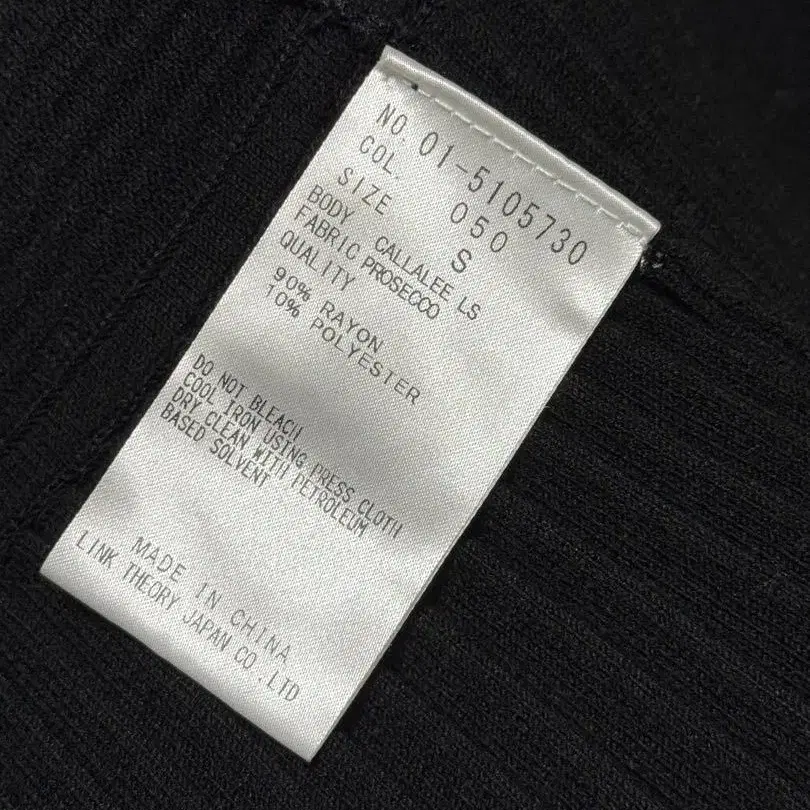 NO. 01-5105730
COL. 050
SIZE S
BODY CALLALEE LS
FABRIC PROSECCO
QUALITY
90% RAYON
10% POLYESTER
DO NOT BLEACH
COOL IRON USING PRESS CLOTH
DRY CLEAN WITH PETROLEUM
BASED SOLVENT
MADE IN CHINA
LINK THEORY JAPAN CO.,LTD